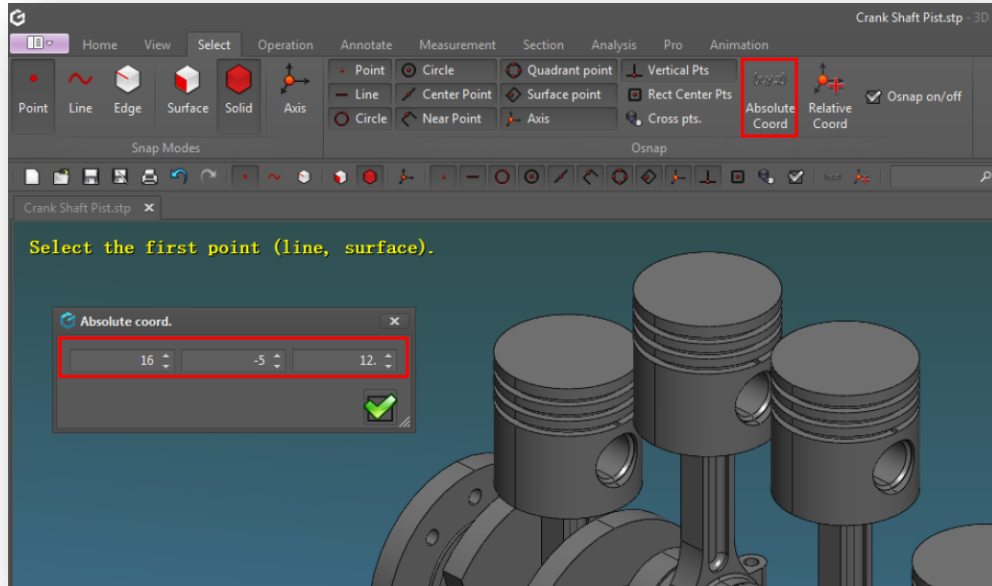 Crank Shaft Pist.stp - 3D
Home View Select Operation Annotate Measurement Section Analysis Pro Animation
Point Circle Quadrant point Vertical Pts
Line Center Point Surface point Rect Center Pts
Circle Near Point Axis Cross pts.
Point Line Edge Surface Solid Axis
Absolute Coord
Relative Coord
Osnap on/off
Snap Modes Osnap
Crank Shaft Pist.stp
Select the first point (line, surface).
Absolute coord.
16 -5 12.